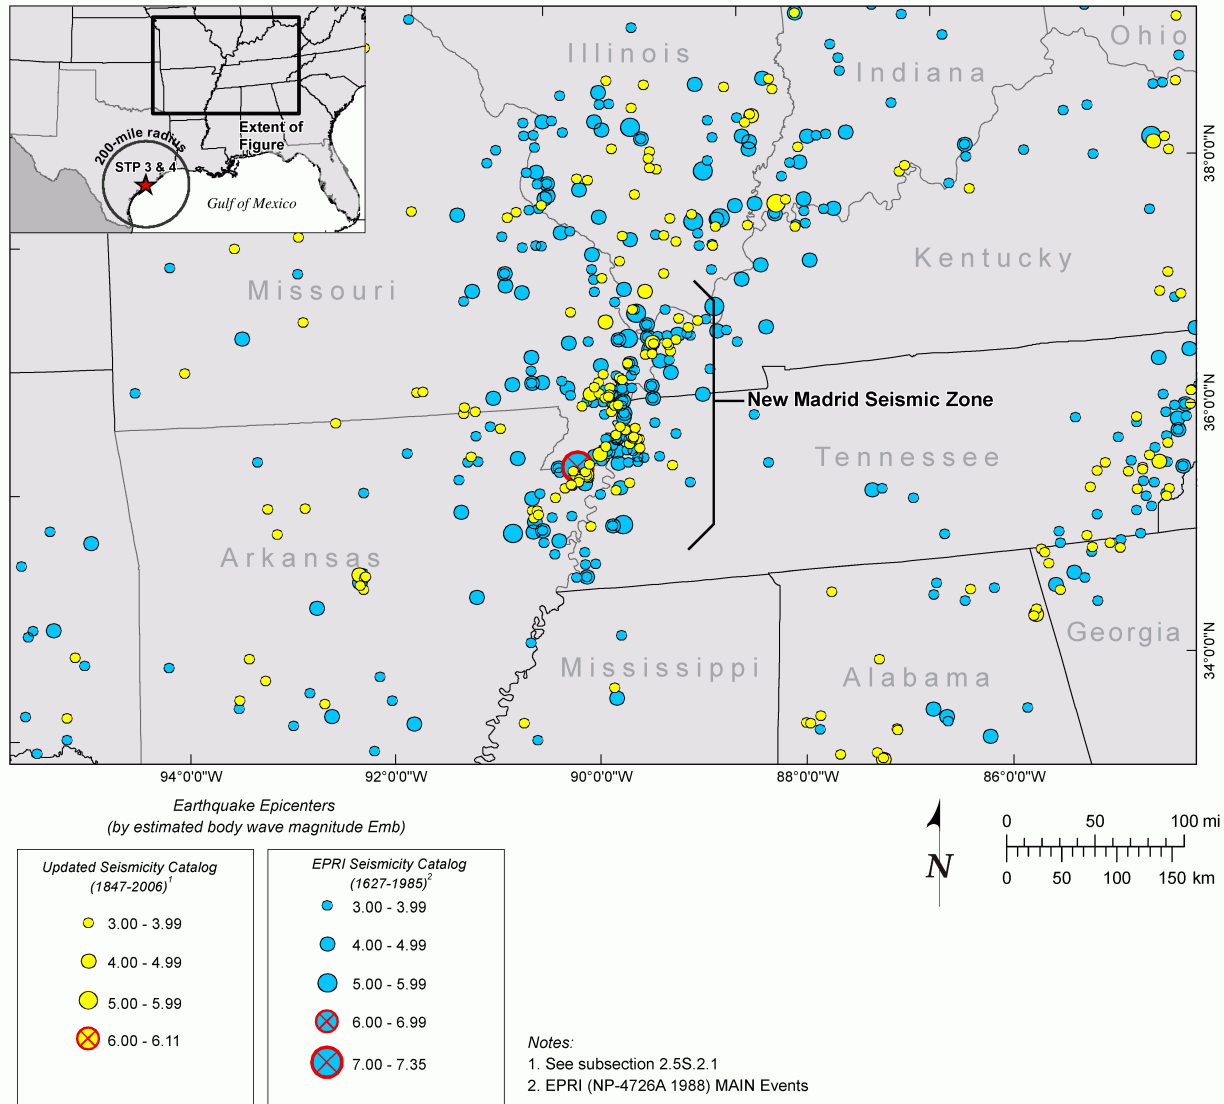 Illinois
Indiana
Ohio
200-mile radius
Extent of
Figure
STP 3 & 4
Gulf of Mexico
38°0'0"N
Missouri
Kentucky
New Madrid Seismic Zone
36°0'0"N
Tennessee
Arkansas
Georgia
34°0'0"N
Mississippi
Alabama
94°0'0"W
92°0'0"W
90°0'0"W
88°0'0"W
86°0'0"W
Earthquake Epicenters
(by estimated body wave magnitude Emb)
Updated Seismicity Catalog
(1847-2006)1
3.00 - 3.99
4.00 - 4.99
5.00 - 5.99
6.00 - 6.11
EPRI Seismicity Catalog
(1627-1985)2
3.00 - 3.99
4.00 - 4.99
5.00 - 5.99
6.00 - 6.99
7.00 - 7.35
N
0 50 100 mi
0 50 100 150 km
Notes:
1. See subsection 2.5S.2.1
2. EPRI (NP-4726A 1988) MAIN Events